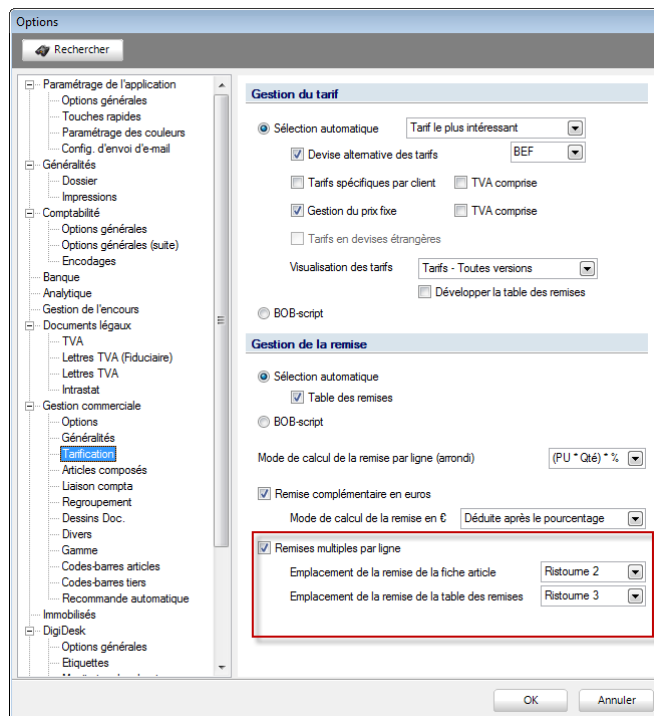 Options
Rechercher
Paramétrage de l'application
Options générales
Touches rapides
Paramétrage des couleurs
Config. d'envoi d'e-mail
Généralités
Dossier
Impressions
Comptabilité
Options générales
Options générales (suite)
Encodages
Banque
Analytique
Gestion de l'encours
Documents légaux
TVA
Lettres TVA (Fiduciaire)
Lettres TVA
Intrastat
Gestion commerciale
Options
Généralités
Tarification
Articles composés
Liaison compta
Regroupement
Dessins Doc.
Divers
Gamme
Codes-barres articles
Codes-barres tiers
Recommande automatique
Immobilisés
DigiDesk
Options générales
Etiquettes
Gestion du tarif
Sélection automatique Tarif le plus intéressant
Devise alternative des tarifs BEF
Tarifs spécifiques par client TVA comprise
Gestion du prix fixe TVA comprise
Tarifs en devises étrangères
Visualisation des tarifs Tarifs - Toutes versions
Développer la table des remises
BOB-script
Gestion de la remise
Sélection automatique
Table des remises
BOB-script
Mode de calcul de la remise par ligne (arrondi) (PU * Qté) * %
Remise complémentaire en euros
Mode de calcul de la remise en € Déduite après le pourcentage
Remises multiples par ligne
Emplacement de la remise de la fiche article Ristourne 2
Emplacement de la remise de la table des remises Ristourne 3
OK Annuler